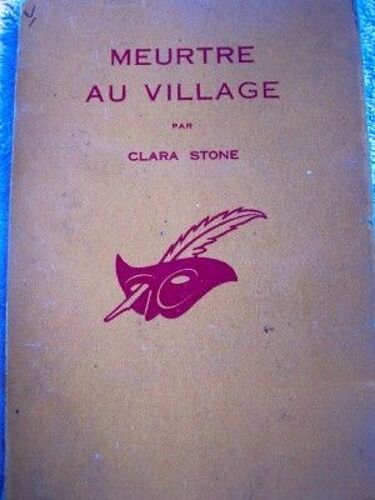 MEURTRE
AU VILLAGE
PAR
CLARA STONE